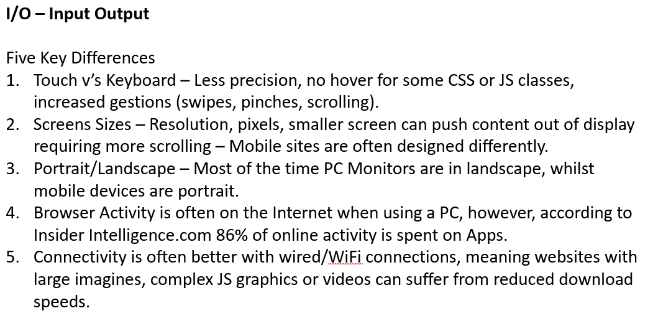 I/O – Input Output
Five Key Differences
1. Touch v's Keyboard – Less precision, no hover for some CSS or JS classes,
increased gestions (swipes, pinches, scrolling).
2. Screens Sizes – Resolution, pixels, smaller screen can push content out of display
requiring more scrolling – Mobile sites are often designed differently.
3. Portrait/Landscape – Most of the time PC Monitors are in landscape, whilst
mobile devices are portrait.
4. Browser Activity is often on the Internet when using a PC, however, according to
Insider Intelligence.com 86% of online activity is spent on Apps.
5. Connectivity is often better with wired/WiFi connections, meaning websites with
large imagines, complex JS graphics or videos can suffer from reduced download
speeds.